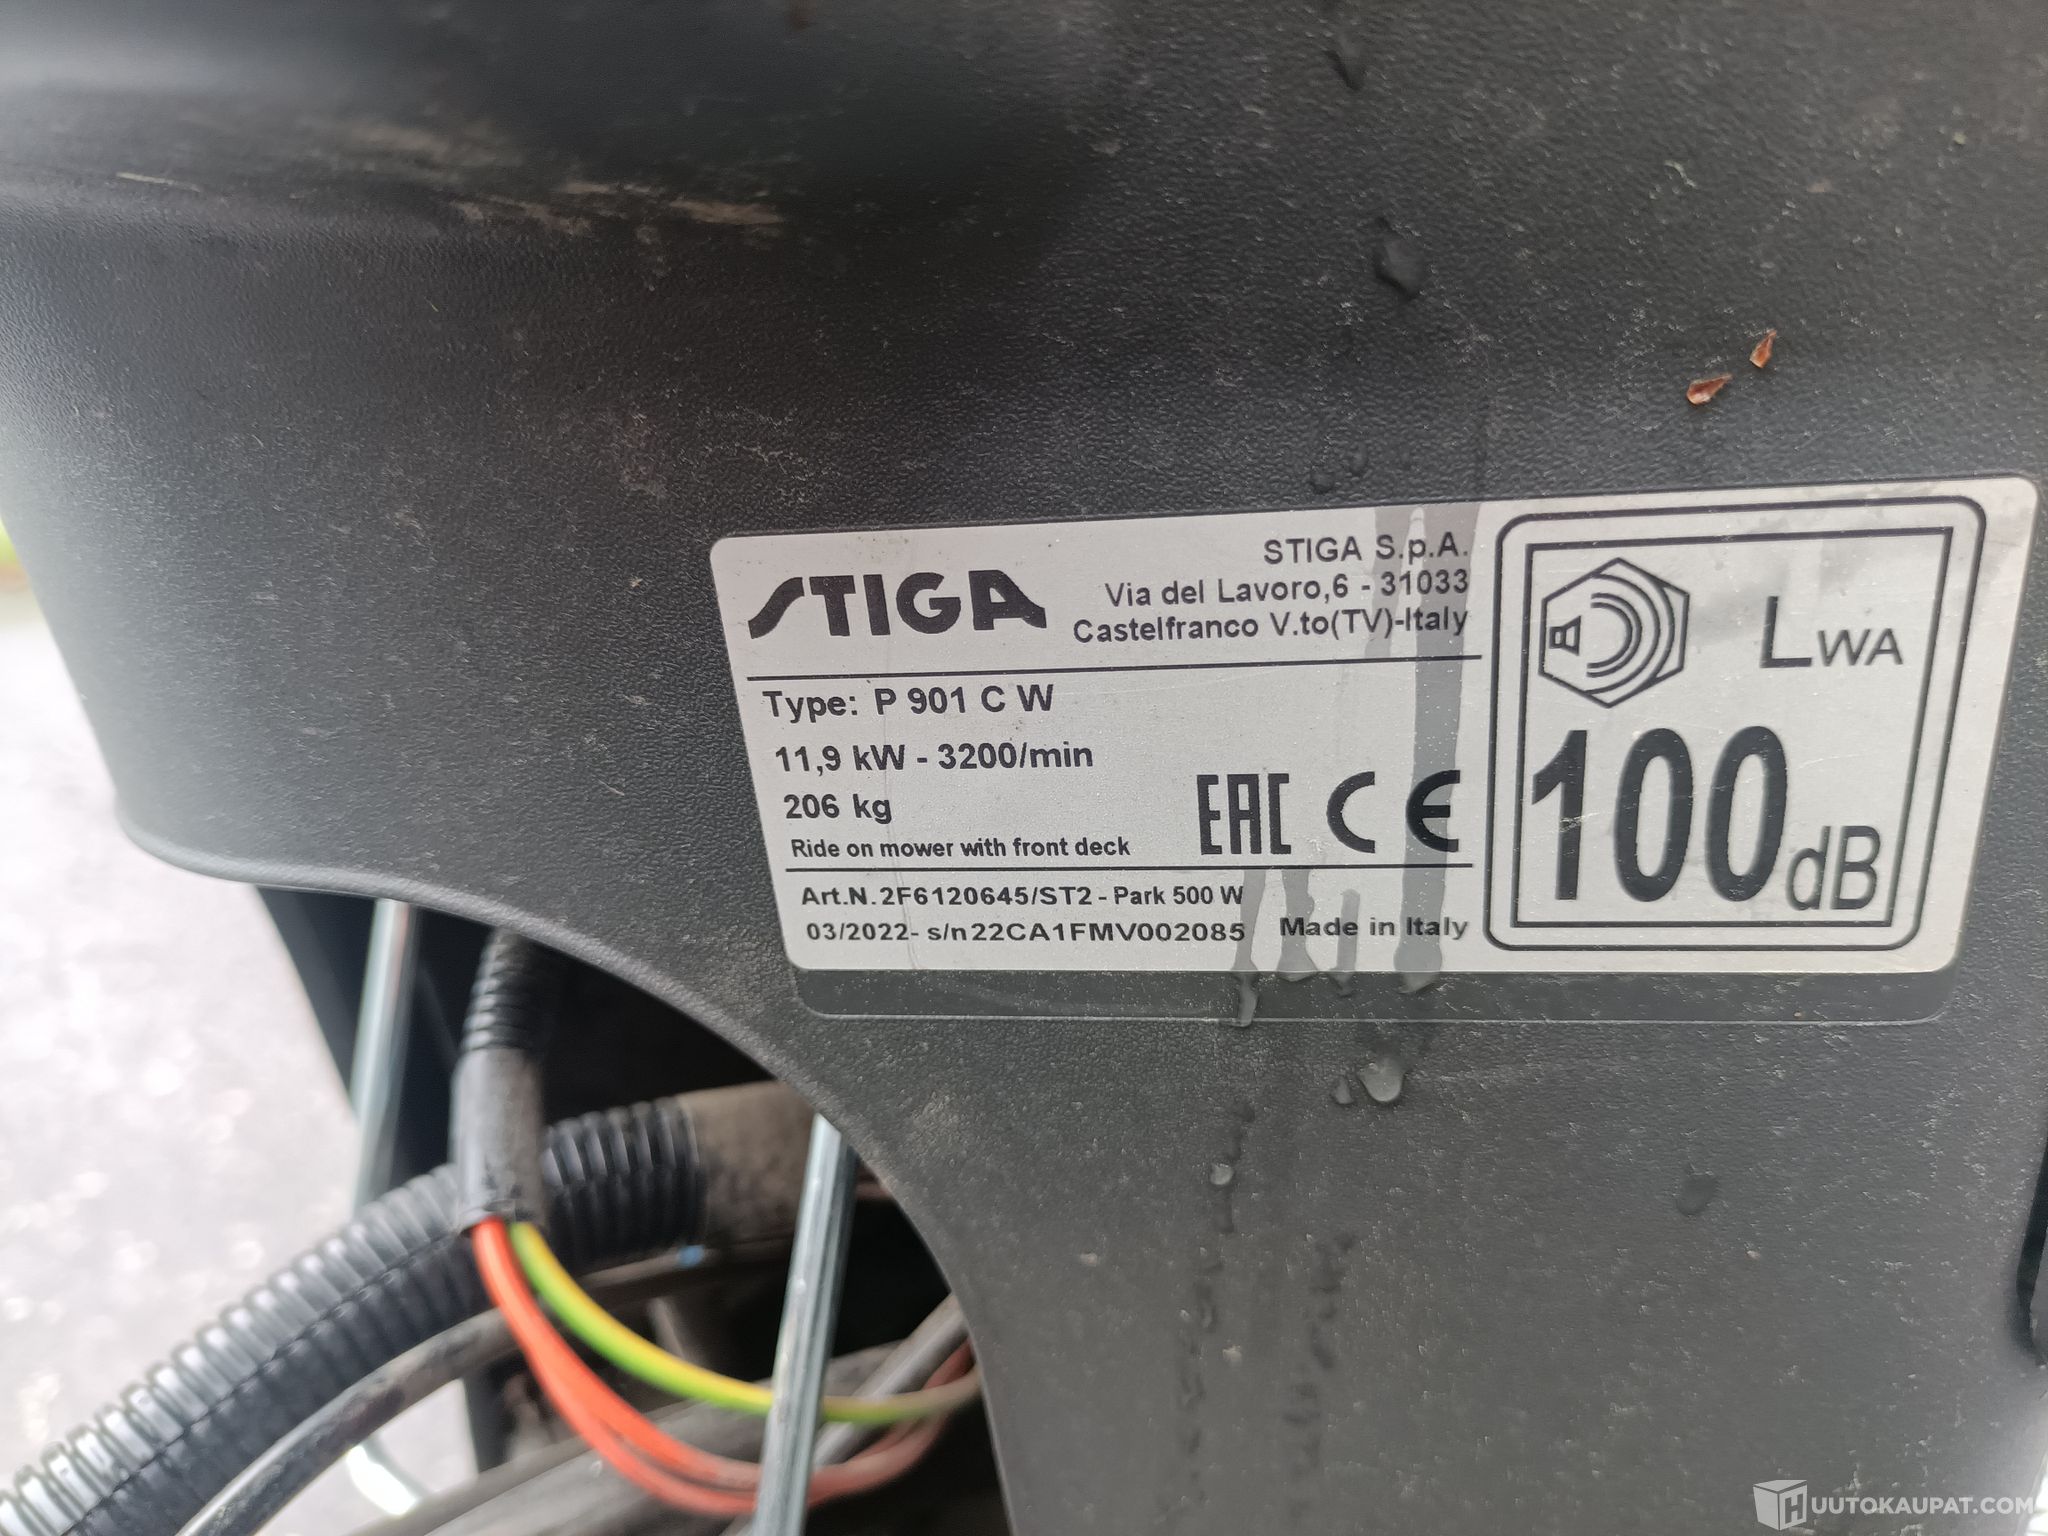 STIGA
STIGA S.p.A.
Via del Lavoro,6 - 31033
Castelfranco V.to(TV)-Italy
Type: P 901 C W
11,9 kW - 3200/min
206 kg
Ride on mower with front deck
EAC CE
Art.N.2F6120645/ST2 - Park 500 W
03/2022- s/n22CA1FMV002085 Made in Italy
LWA
100dB
HUUTOKAUPAT.COM